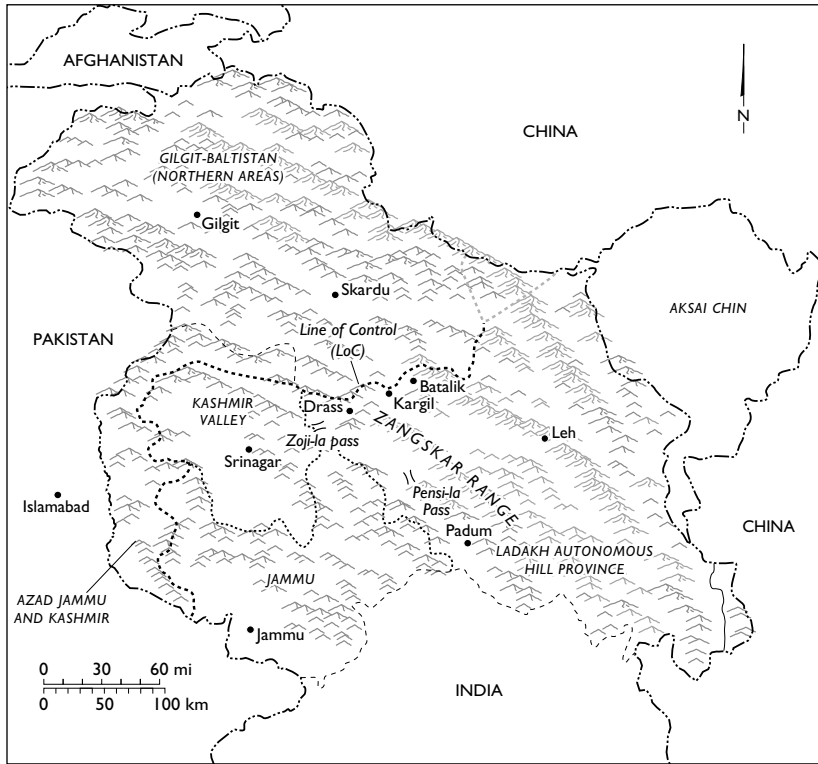 AFGHANISTAN
CHINA
N
GILGIT-BALTISTAN
(NORTHERN AREAS)
Gilgit
Skardu
AKSAI CHIN
PAKISTAN
Line of Control
(LoC)
Batalik
Kargil
KASHMIR
VALLEY
Drass
Zoji-la pass
ZANGSKAR RANGE
Leh
Srinagar
Pensi-la
Pass
Islamabad
Padum
CHINA
LADAKH AUTONOMOUS
HILL PROVINCE
JAMMU
AZAD JAMMU
AND KASHMIR
Jammu
0 30 60 mi
0 50 100 km
INDIA